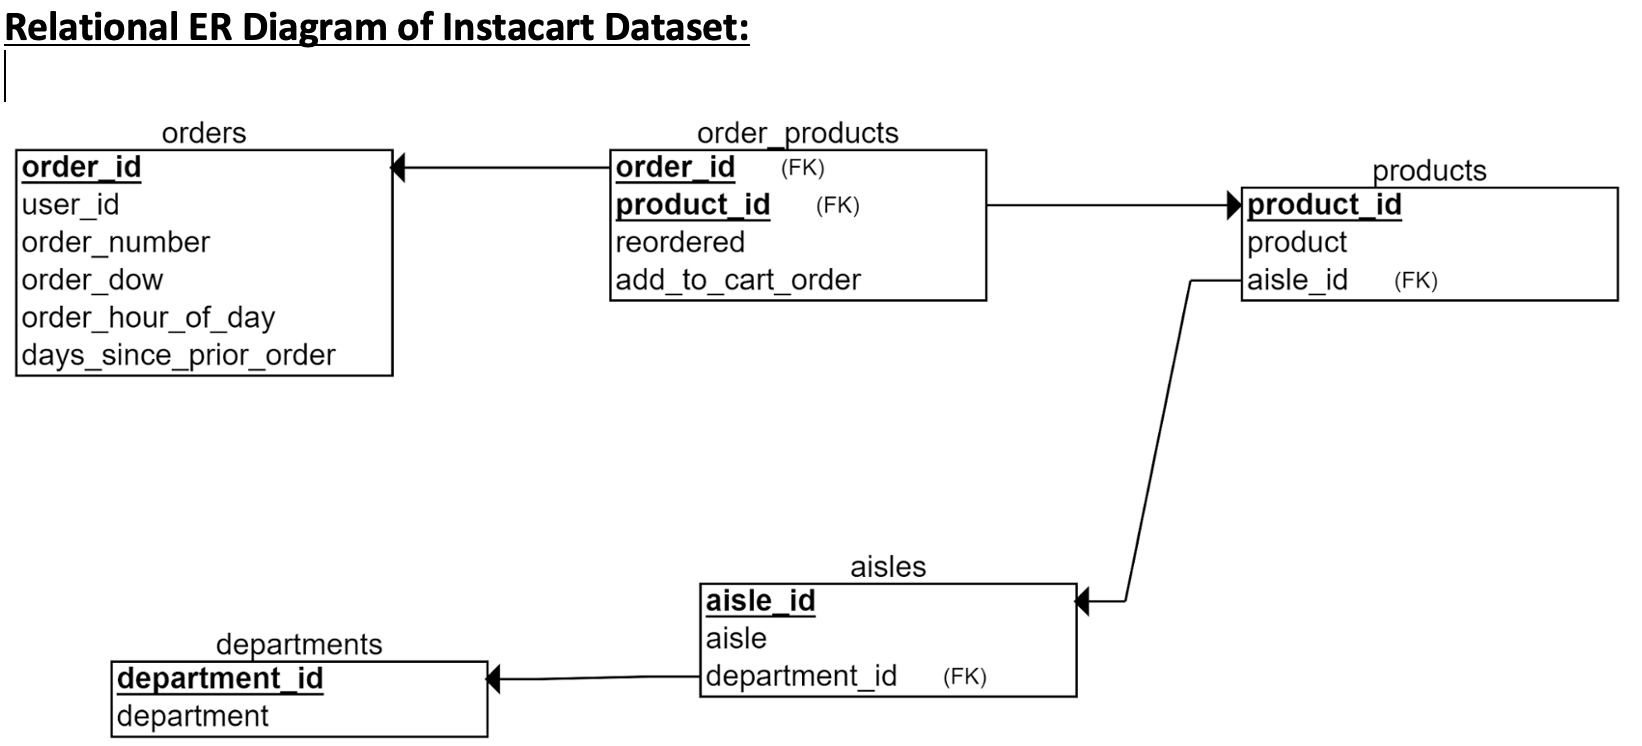 Relational ER Diagram of Instacart Dataset:
orders
order_id
user_id
order_number
order_dow
order_hour_of_day
days_since_prior_order
order_products
order_id (FK)
product_id (FK)
reordered
add_to_cart_order
products
product_id
product
aisle_id (FK)
aisles
aisle_id
aisle
department_id (FK)
departments
department_id
department